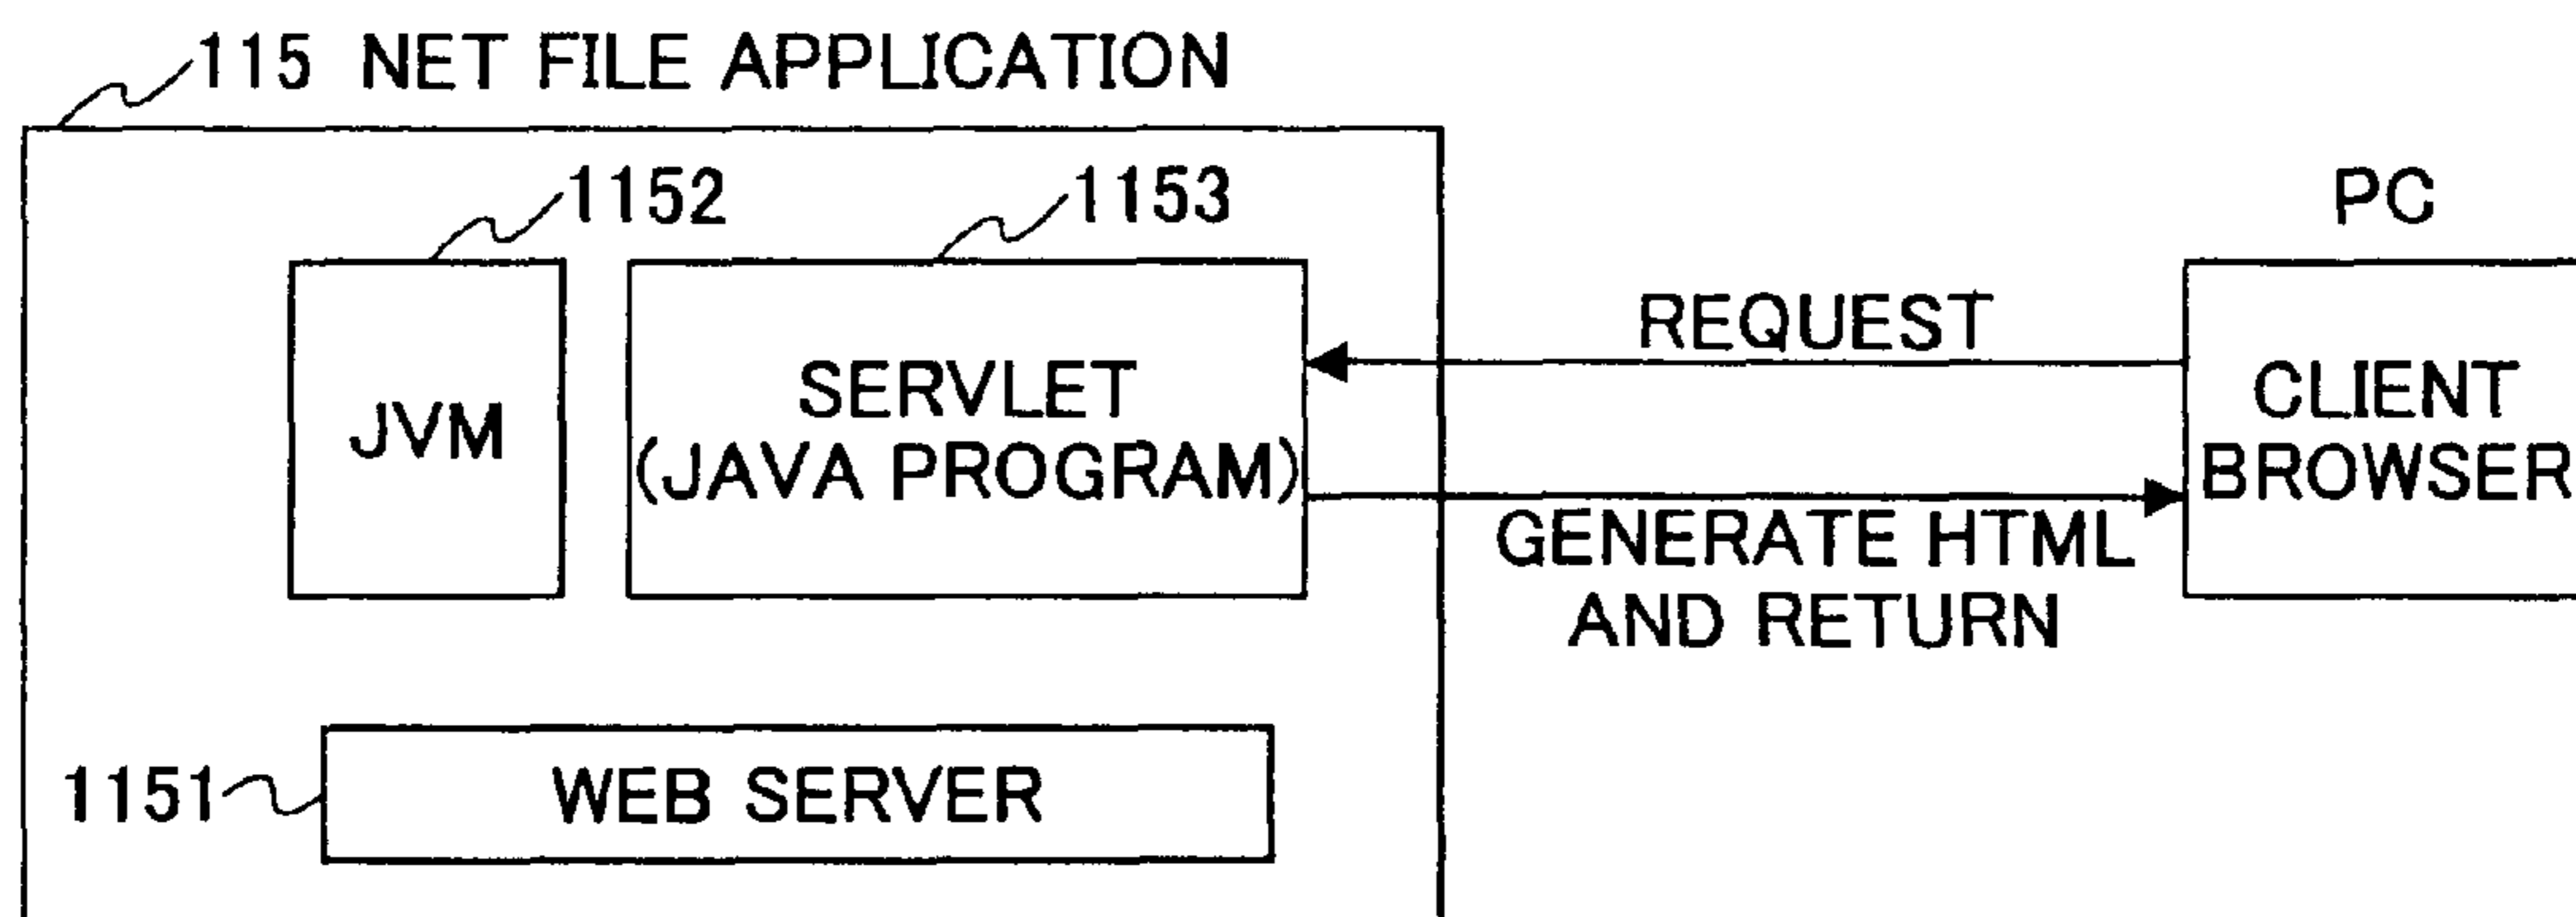 115 NET FILE APPLICATION
1152
1153
PC
JVM
SERVLET
(JAVA PROGRAM)
REQUEST
GENERATE HTML
AND RETURN
CLIENT
BROWSER
1151
WEB SERVER